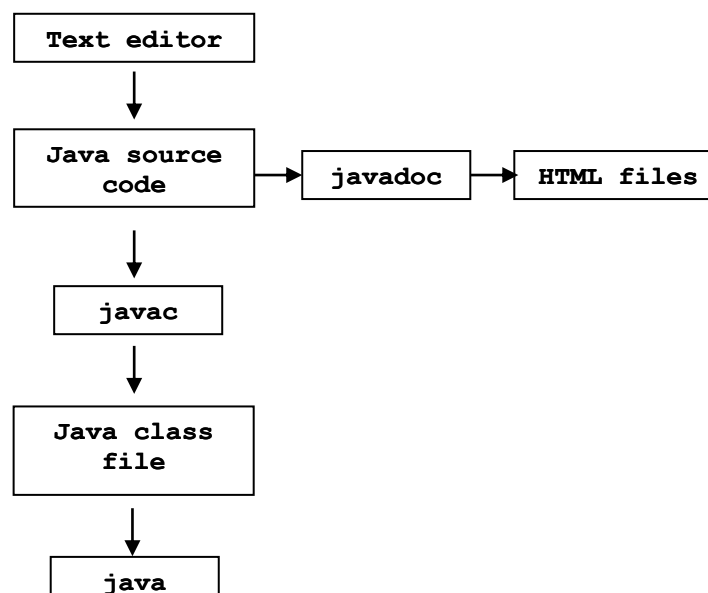 Text editor
Java source
code
javadoc
HTML files
javac
Java class
file
java